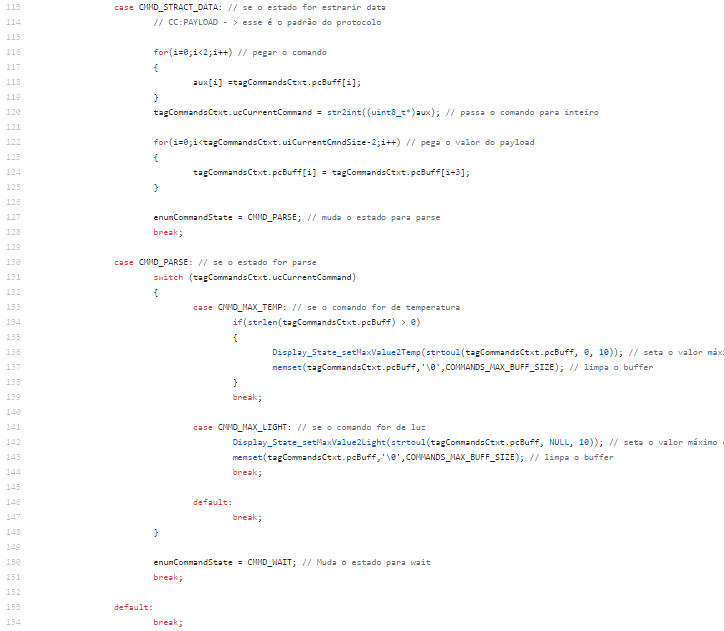 113 case CMMD_STRACT_DATA: // se o estado for estrarir data
114 // CC:PAYLOAD - > esse é o padrão do protocolo
115
116 for(i=0;i<2;i++) // pegar o comando
117 {
118 aux[i] =tagCommandsCtxt.pcBuff[i];
119 }
120 tagCommandsCtxt.ucCurrentCommand = str2int((uint8_t*)aux); // passa o comando para inteiro
121
122 for(i=0;i<tagCommandsCtxt.uiCurrentCmndSize-2;i++) // pega o valor do payload
123 {
124 tagCommandsCtxt.pcBuff[i] = tagCommandsCtxt.pcBuff[i+3];
125 }
126
127 enumCommandState = CMMD_PARSE; // muda o estado para parse
128 break;
129
130 case CMMD_PARSE: // se o estado for parse
131 switch (tagCommandsCtxt.ucCurrentCommand)
132 {
133 case CMMD_MAX_TEMP: // se o comando for de temperatura
134 if(strlen(tagCommandsCtxt.pcBuff) > 0)
135 {
136 Display_State_setMaxValue2Temp(strtoul(tagCommandsCtxt.pcBuff, 0, 10)); // seta o valor máx
137 memset(tagCommandsCtxt.pcBuff,'\0',COMMANDS_MAX_BUFF_SIZE); // limpa o buffer
138 }
139 break;
140
141 case CMMD_MAX_LIGHT: // se o comando for de luz
142 Display_State_setMaxValue2Light(strtoul(tagCommandsCtxt.pcBuff, NULL, 10)); // seta o valor máximo
143 memset(tagCommandsCtxt.pcBuff,'\0',COMMANDS_MAX_BUFF_SIZE); // limpa o buffer
144 break;
145
146 default:
147 break;
148 }
149
150 enumCommandState = CMMD_WAIT; // Muda o estado para wait
151 break;
152
153 default:
154 break;